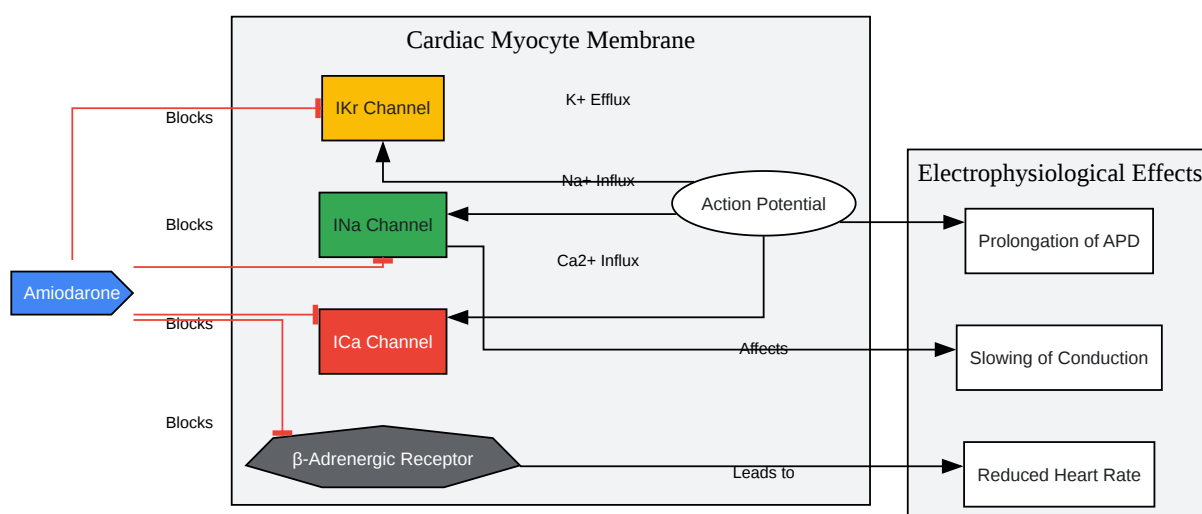 Cardiac Myocyte Membrane
IKr Channel
K+ Efflux
Blocks
Electrophysiological Effects
Na+ Influx
Action Potential
INa Channel
Blocks
Prolongation of APD
Ca2+ Influx
Amiodarone
Blocks
ICa Channel
Affects
Slowing of Conduction
Blocks
β-Adrenergic Receptor
Leads to
Reduced Heart Rate